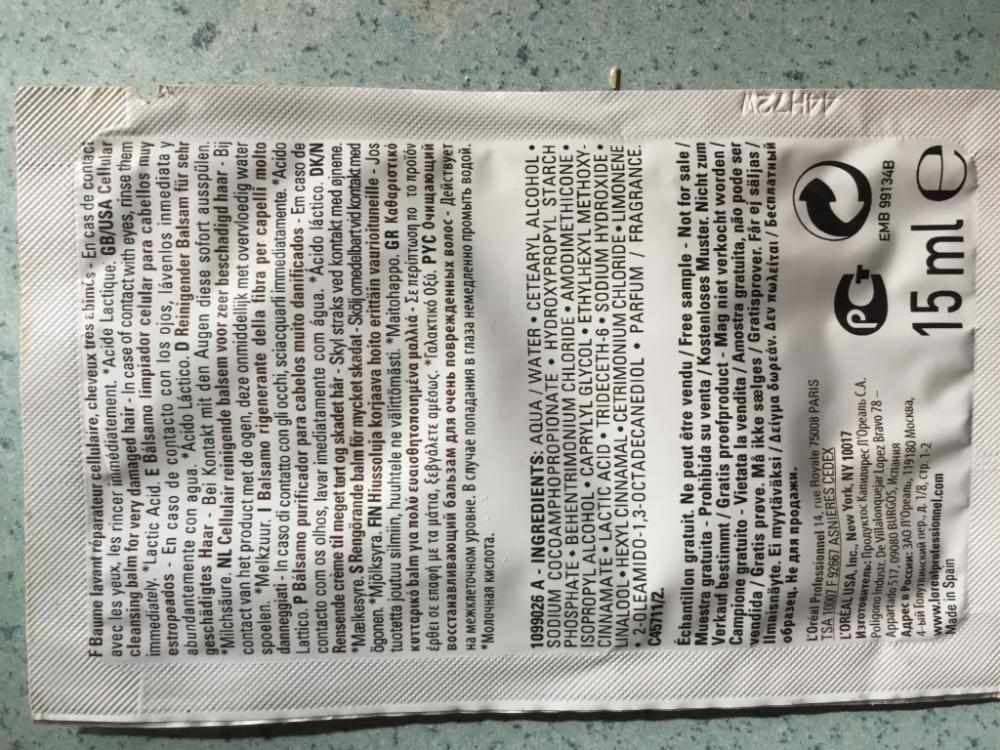 F Baume lavant réparateur cellulaire, cheveux très abîmés - En cas de contact
avec les yeux, les rincer immédiatement. *Acide Lactique. GB/USA Cellular
cleansing balm for very damaged hair - In case of contact with eyes, rinse them
immediately. *Lactic Acid. E Bálsamo limpiador celular para cabellos muy
estropeados - En caso de contacto con los ojos, lávenlos inmediata y
abundantemente con agua. *Acido Láctico. D Reinigender Balsam für sehr
geschädigtes Haar - Bei Kontakt mit den Augen diese sofort ausspülen.
*Milchsäure. NL Cellulair reinigende balsem voor zeer beschadigd haar - Bij
contact van het product met de ogen, deze onmiddellijk met overvloedig water
spoelen. *Melkzuur. I Balsamo rigenerante della fibra per capelli molto
danneggiati - In caso di contatto con gli occhi, sciacquarli immediatamente. *Acido
Lattico. P Bálsamo purificador para cabelos muito danificados - Em caso de
contacto com os olhos, lavar imediatamente com água. *Ácido láctico. DK/N
Rensende crème til meget tørt og skadet hår - Skyl straks ved kontakt med øjnene.
*Mælkesyre. S Rengörande balm för mycket skadat - Skölj omedelbart vid kontakt med
ögonen. *Mjölksyra. FIN Hiussoluja korjaava hoito erittäin vaurioituneille - Jos
tuotetta joutuu silmiin, huuhtele ne välittömästi. *Maitohappo. GR Καθαριστικό
κυτταρικό balm για πολύ ευαισθητοποιημένα μαλλιά - Σε περίπτωση που το προϊόν
έρθει σε επαφή με τα μάτια, ξεβγάλετε αμέσως. *Γαλακτικό Οξύ. РУС Очищающий
восстанавливающий бальзам для очень поврежденных волос - Действует
на межклеточном уровне. В случае попадания в глаза немедленно промыть водой.
*Молочная кислота.
1099026 A - INGREDIENTS: AQUA / WATER • CETEARYL ALCOHOL •
SODIUM COCOAMPHOPROPIONATE • HYDROXYPROPYL STARCH
PHOSPHATE • BEHENTRIMONIUM CHLORIDE • AMODIMETHICONE •
ISOPROPYL ALCOHOL • CAPRYLYL GLYCOL • ETHYLHEXYL METHOXY-
CINNAMATE • LACTIC ACID • TRIDECETH-6 • SODIUM HYDROXIDE •
LINALOOL • HEXYL CINNAMAL • CETRIMONIUM CHLORIDE • LIMONENE
• 2-OLEAMIDO-1,3-OCTADECANEDIOL • PARFUM / FRAGRANCE.
C45711/2.
Échantillon gratuit. Ne peut être vendu / Free sample - Not for sale /
Muestra gratuita - Prohibida su venta / Kostenloses Muster. Nicht zum
Verkauf bestimmt / Gratis proefproduct - Mag niet verkocht worden /
Campione gratuito - Vietata la vendita / Amostra gratuita, não pode ser
vendida / Gratis prøve. Må ikke sælges / Gratisprover. Får ej säljas /
Ilmaisnäyte. Ei myytäväksi / Δείγμα δωρεάν. Δεν πωλείται / Бесплатный
образец. Не для продажи.
L'Oréal Professionnel 14, rue Royale 75008 PARIS
TSA 10007 92667 ASNIERES CEDEX
L'ORÉAL USA, Inc., New York, NY 10017
Изготовитель: Продуктос Капиларес Л'Ореаль С.А.
Poligono Industr. De Villalonquejar Lopez Bravo 78 –
Appartado 517, 09080 BURGOS, Испания
Адрес в России: ЗАО Л'Ореаль, 119180 Москва,
4-ый Голутвинский пер., д. 1/8, стр. 1-2
www.lorealprofessionnel.com
Made in Spain
РСТ
EMB 99134B
15 ml e
44H72W